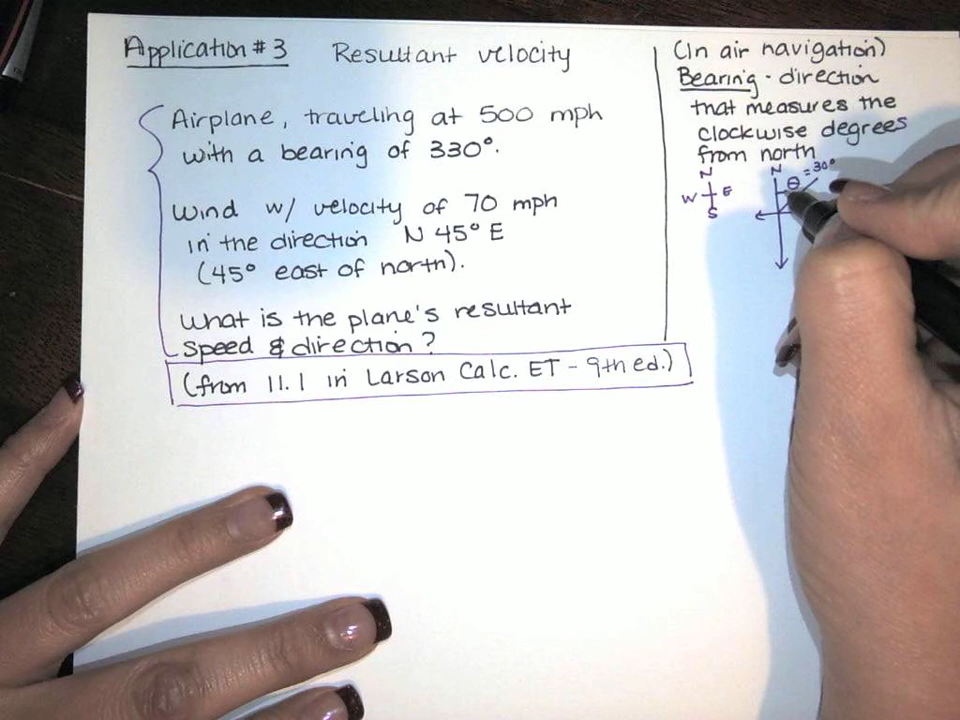 Application #3 Resultant velocity
Airplane, traveling at 500 mph
with a bearing of 330°.
Wind w/ velocity of 70 mph
in the direction N 45° E
(45° east of north).
What is the plane's resultant
speed & direction?
(from 11.1 in Larson Calc. ET - 9th ed.)
(In air navigation)
Bearing - direction
that measures the
clockwise degrees
from north
N
W E
S
N
θ = 30°